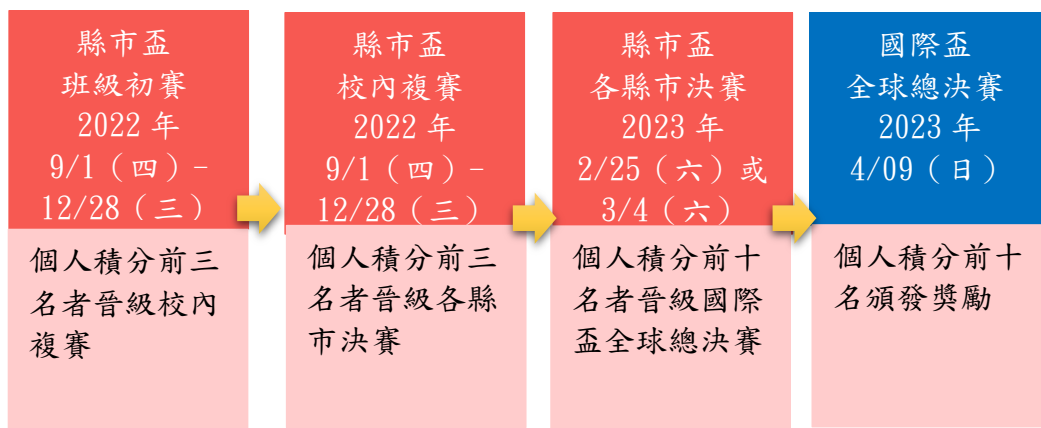 縣市盃
班級初賽
2022 年
9/1（四）-
12/28（三）
個人積分前三
名者晉級校內
複賽
縣市盃
校內複賽
2022 年
9/1（四）-
12/28（三）
個人積分前三
名者晉級各縣
市決賽
縣市盃
各縣市決賽
2023 年
2/25（六）或
3/4（六）
個人積分前十
名者晉級國際
盃全球總決賽
國際盃
全球總決賽
2023 年
4/09（日）
個人積分前十
名頒發獎勵